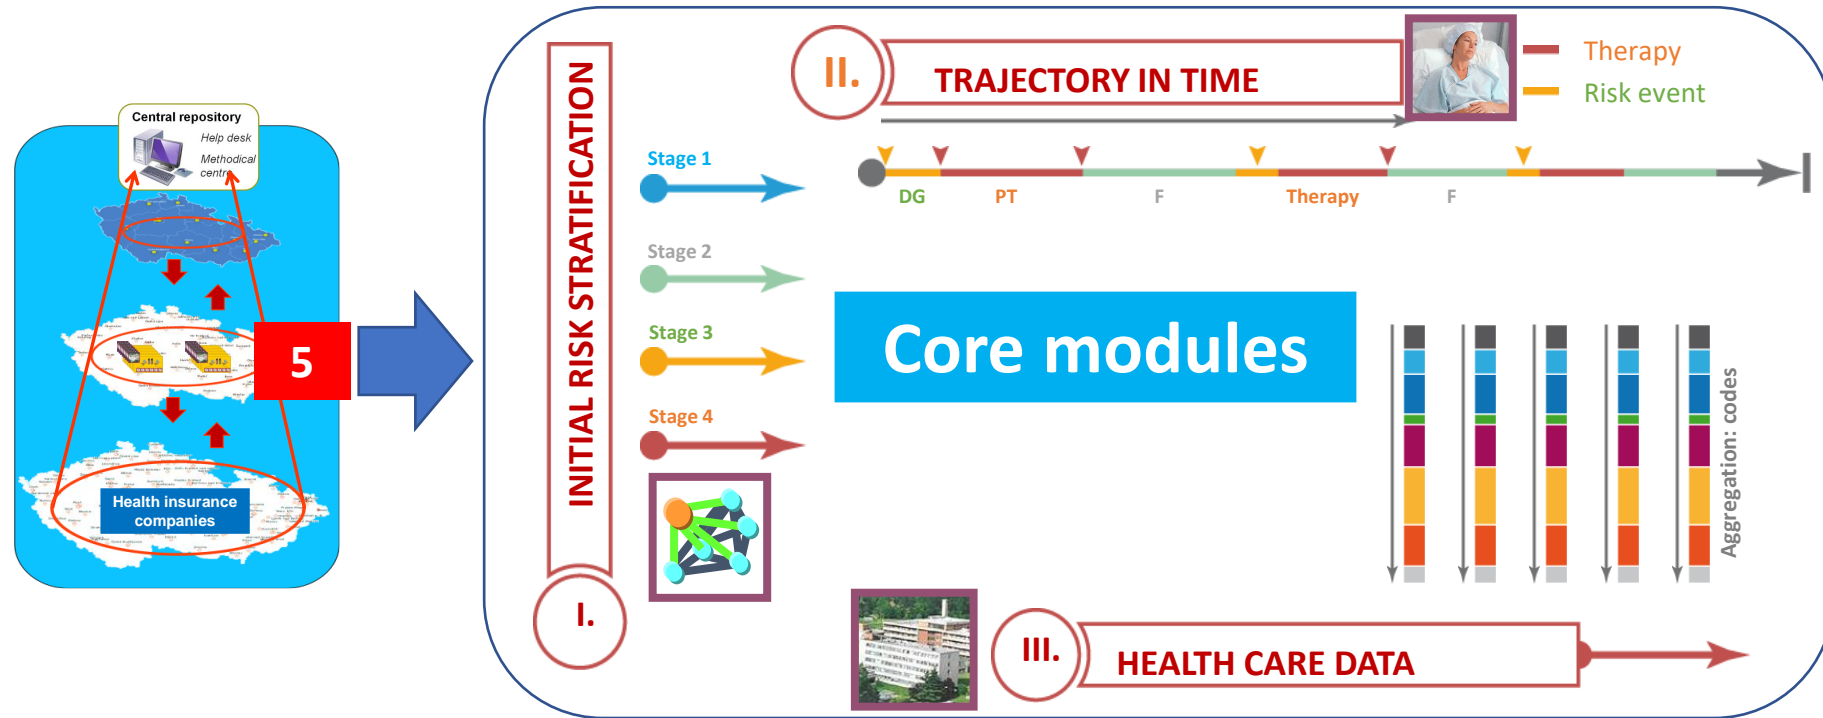 Central repository
Help desk
Methodical
centre
5
Health insurance
companies
INITIAL RISK STRATIFICATION
I.
II.
TRAJECTORY IN TIME
Therapy
Risk event
Stage 1
DG
PT
F
Therapy
F
Stage 2
Stage 3
Stage 4
Core modules
Aggregation: codes
III.
HEALTH CARE DATA